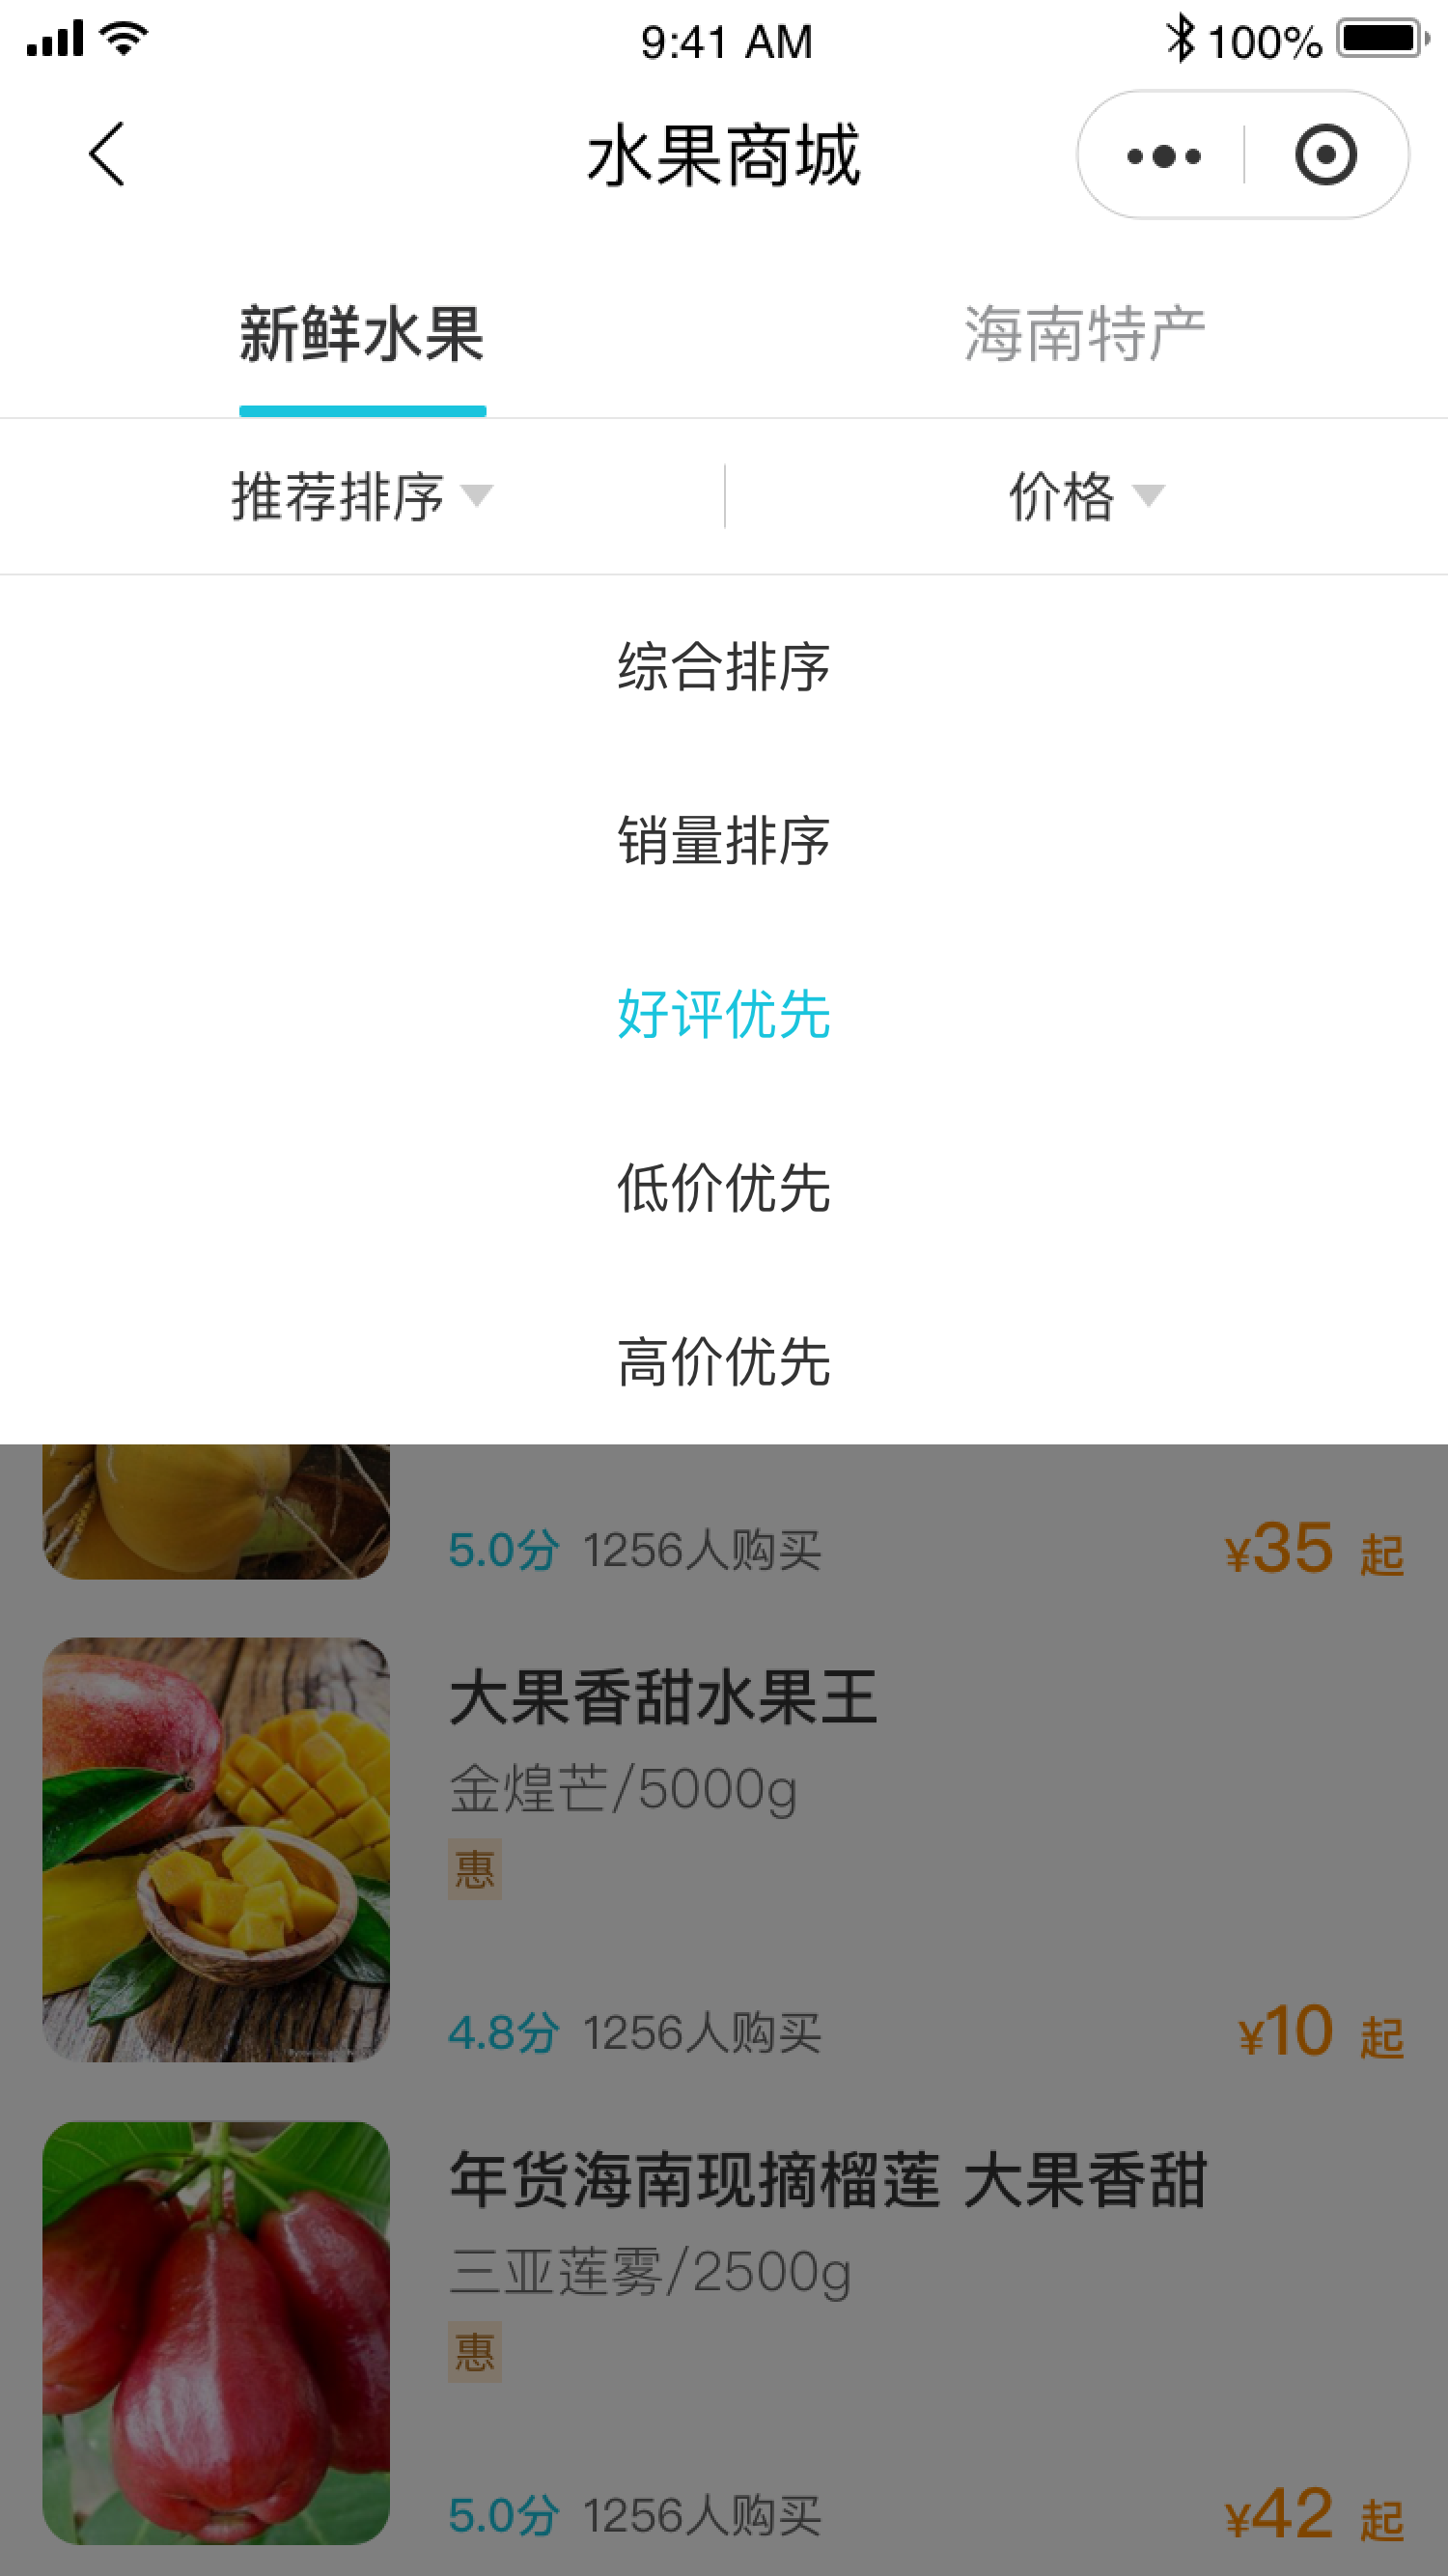 9:41 AM 100%
水果商城
新鲜水果 海南特产
推荐排序 价格
综合排序
销量排序
好评优先
低价优先
高价优先
5.0分 1256人购买 ¥35 起
大果香甜水果王
金煌芒/5000g
惠
4.8分 1256人购买 ¥10 起
年货海南现摘榴莲 大果香甜
三亚莲雾/2500g
惠
5.0分 1256人购买 ¥42 起